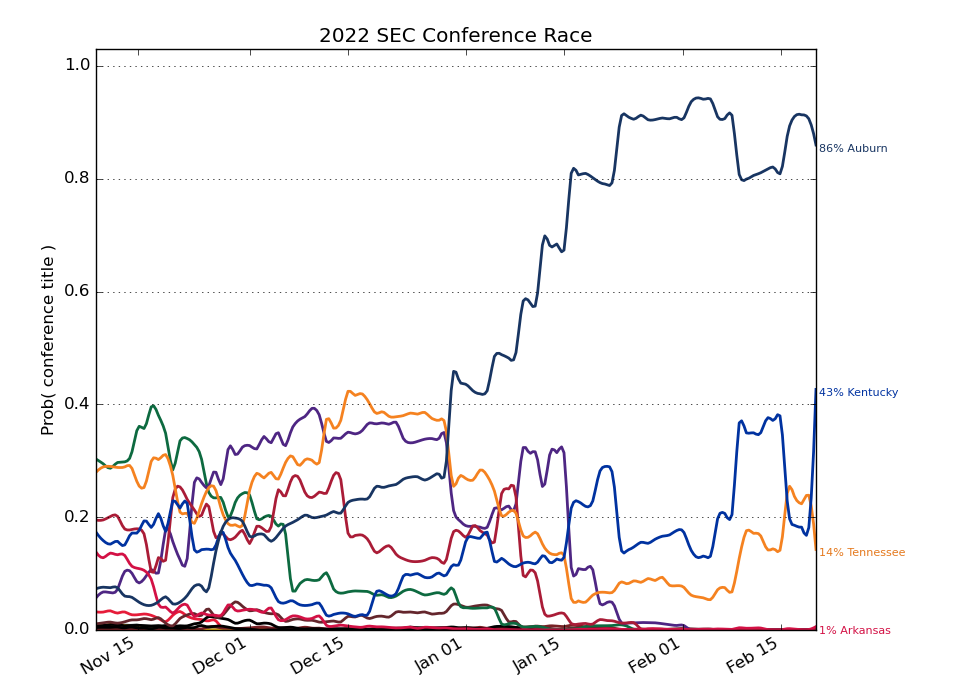 2022 SEC Conference Race
Prob( conference title )
1.0
0.8
0.6
0.4
0.2
0.0
86% Auburn
43% Kentucky
14% Tennessee
1% Arkansas
Nov 15
Dec 01
Dec 15
Jan 01
Jan 15
Feb 01
Feb 15